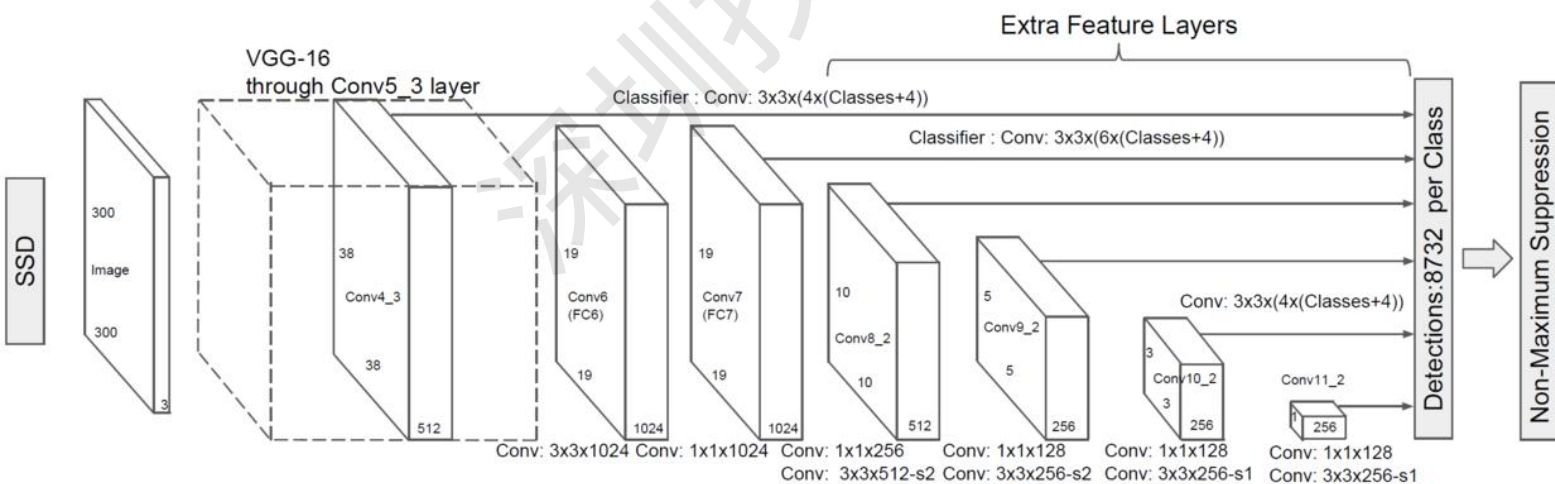 Extra Feature Layers
VGG-16
through Conv5_3 layer
Classifier : Conv: 3x3x(4x(Classes+4))
Classifier : Conv: 3x3x(6x(Classes+4))
SSD
300
Image
300
3
38
Conv4_3
38
512
19
Conv6
(FC6)
19
1024
19
Conv7
(FC7)
19
1024
10
Conv8_2
10
512
5
Conv9_2
5
256
Conv: 3x3x(4x(Classes+4))
3
Conv10_2
3
256
Conv11_2
1
256
Conv: 3x3x1024
Conv: 1x1x1024
Conv: 1x1x256
Conv: 3x3x512-s2
Conv: 1x1x128
Conv: 3x3x256-s2
Conv: 1x1x128
Conv: 3x3x256-s1
Conv: 1x1x128
Conv: 3x3x256-s1
Detections:8732 per Class
Non-Maximum Suppression
深圳